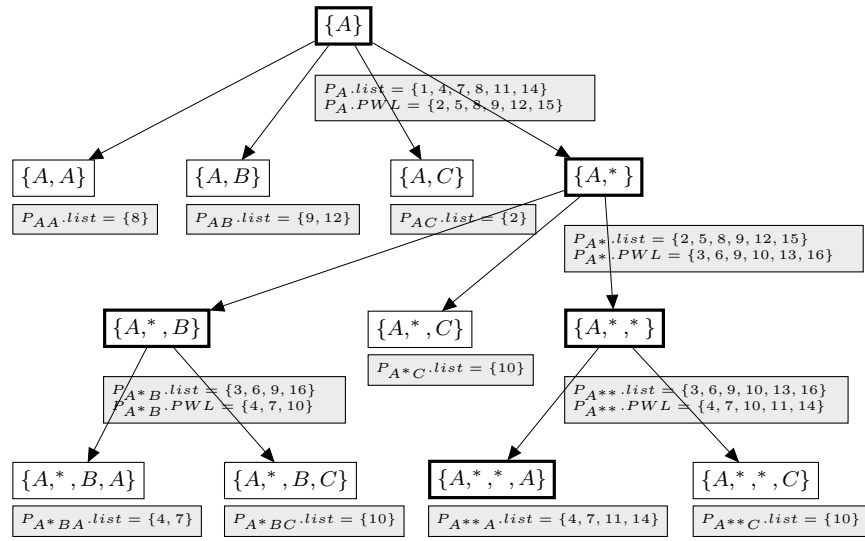 {A}
P_A.list = {1, 4, 7, 8, 11, 14}
P_A.PWL = {2, 5, 8, 9, 12, 15}
{A, A}
{A, B}
{A, C}
{A,* }
P_AA.list = {8}
P_AB.list = {9, 12}
P_AC.list = {2}
P_A*.list = {2, 5, 8, 9, 12, 15}
P_A*.PWL = {3, 6, 9, 10, 13, 16}
{A,* , B}
{A,* , C}
{A,* ,* }
P_A*C.list = {10}
P_A*B.list = {3, 6, 9, 16}
P_A*B.PWL = {4, 7, 10}
P_A**.list = {3, 6, 9, 10, 13, 16}
P_A**.PWL = {4, 7, 10, 11, 14}
{A,* , B, A}
{A,* , B, C}
{A,* ,* , A}
{A,* ,* , C}
P_A*BA.list = {4, 7}
P_A*BC.list = {10}
P_A**A.list = {4, 7, 11, 14}
P_A**C.list = {10}